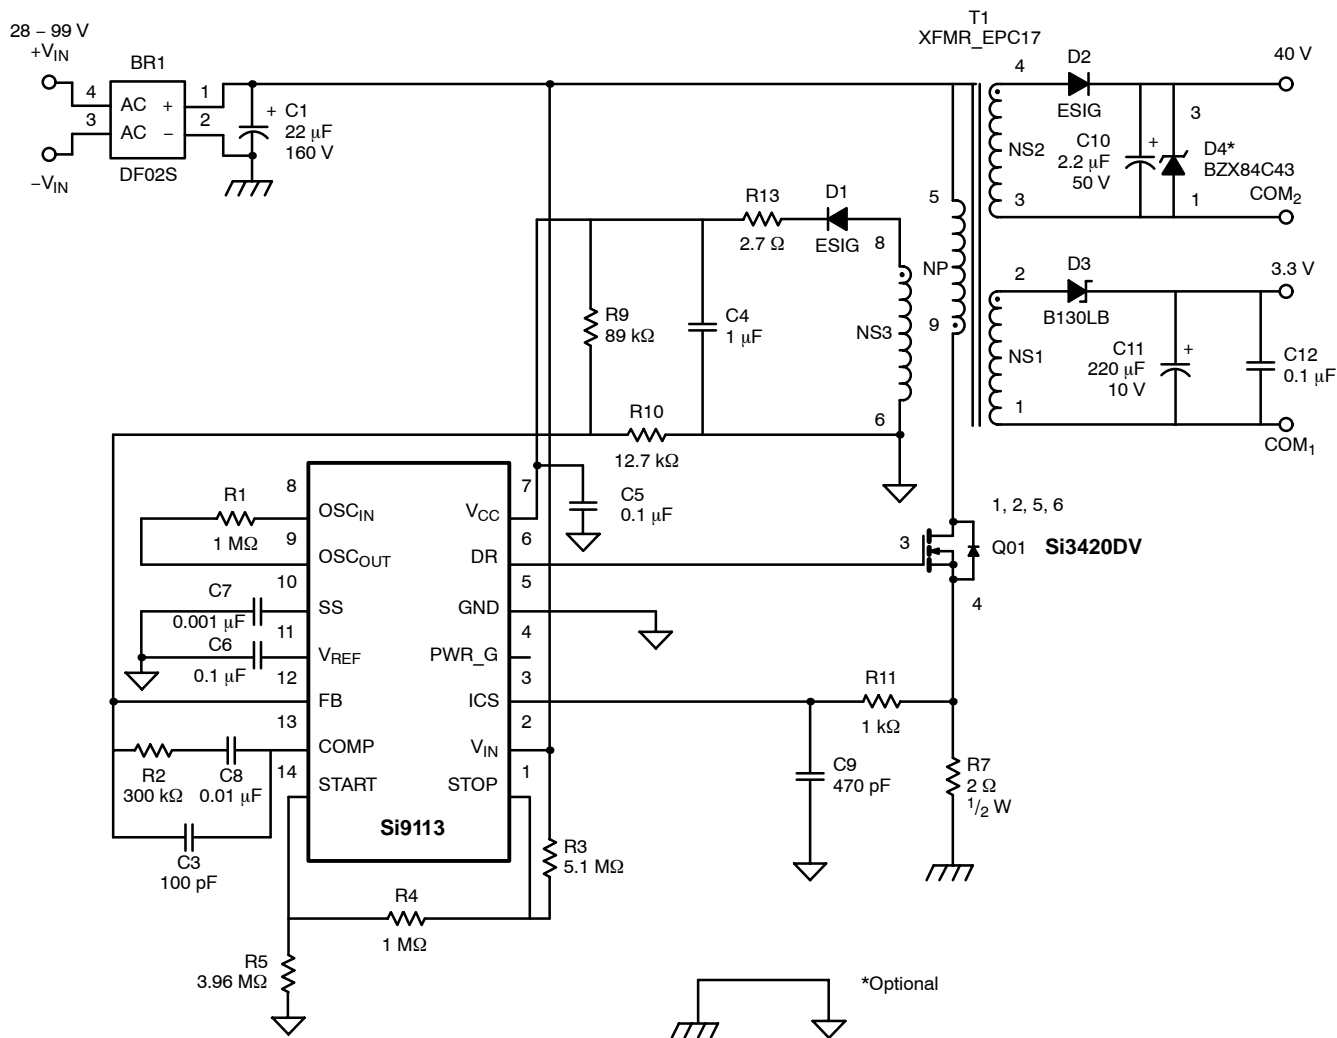 T1
XFMR_EPC17
28 – 99 V
+VIN
–VIN
BR1
4 AC + 1
3 AC – 2
DF02S
+ C1
22 µF
160 V
4
D2
ESIG
40 V
NS2
C10
2.2 µF
50 V
+
3
D4*
BZX84C43
1
3
COM2
R13
2.7 Ω
D1
ESIG
8
5
NP
9
NS3
6
2
D3
B130LB
3.3 V
NS1
C11
220 µF
10 V
+
C12
0.1 µF
1
COM1
R9
89 kΩ
C4
1 µF
R10
12.7 kΩ
C5
0.1 µF
R1
1 MΩ
8 OSCIN
9 OSCOUT
10 SS
11 VREF
12 FB
13 COMP
14 START
VCC 7
DR 6
GND 5
PWR_G 4
ICS 3
VIN 2
STOP 1
Si9113
C7
0.001 µF
C6
0.1 µF
R2
300 kΩ
C8
0.01 µF
C3
100 pF
1, 2, 5, 6
3
Q01 Si3420DV
4
R11
1 kΩ
C9
470 pF
R7
2 Ω
1/2 W
R3
5.1 MΩ
R4
1 MΩ
R5
3.96 MΩ
*Optional